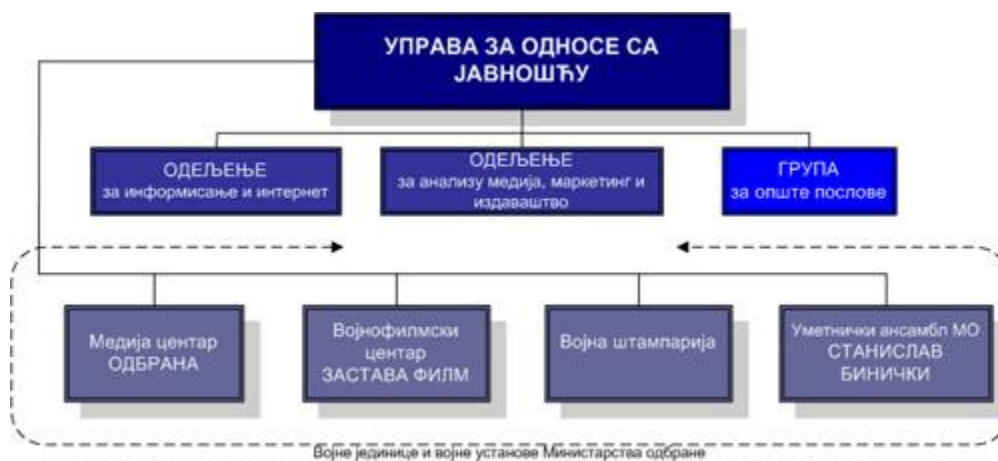 УПРАВА ЗА ОДНОСЕ СА
ЈАВНОШЋУ
ОДЕЉЕЊЕ
за информисање и интернет
ОДЕЉЕЊЕ
за анализу медија, маркетинг и
издаваштво
ГРУПА
за опште послове
Медија центар
ОДБРАНА
Војнофилмски
центар
ЗАСТАВА ФИЛМ
Војна штампарија
Уметнички ансамбл МО
СТАНИСЛАВ
БИНИЧКИ
Војне јединице и војне установе Министарства одбране